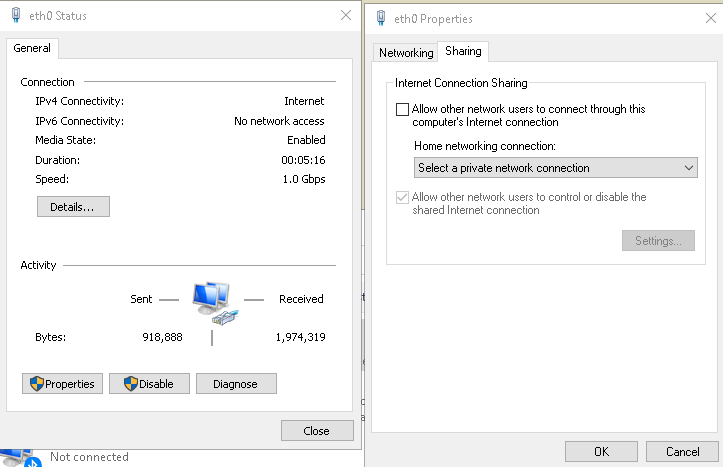 eth0 Status
General
Connection
IPv4 Connectivity: Internet
IPv6 Connectivity: No network access
Media State: Enabled
Duration: 00:05:16
Speed: 1.0 Gbps
Details...
Activity
Sent Received
Bytes: 918,888 1,974,319
Properties Disable Diagnose
Close
Not connected
eth0 Properties
Networking Sharing
Internet Connection Sharing
Allow other network users to connect through this
computer's Internet connection
Home networking connection:
Select a private network connection
Allow other network users to control or disable the
shared Internet connection
Settings...
OK Cancel